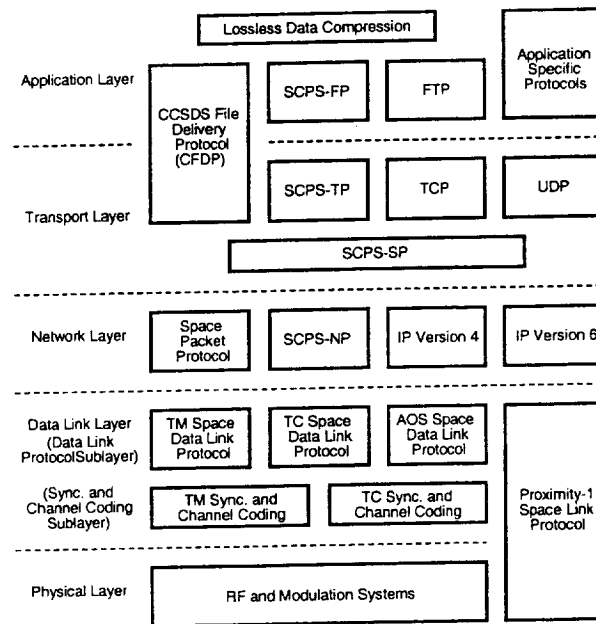 Lossless Data Compression
Application Layer
CCSDS File
Delivery
Protocol
(CFDP)
SCPS-FP
FTP
Application
Specific
Protocols
Transport Layer
SCPS-TP
TCP
UDP
SCPS-SP
Network Layer
Space
Packet
Protocol
SCPS-NP
IP Version 4
IP Version 6
Data Link Layer
(Data Link
ProtocolSublayer)
TM Space
Data Link
Protocol
TC Space
Data Link
Protocol
AOS Space
Data Link
Protocol
(Sync. and
Channel Coding
Sublayer)
TM Sync. and
Channel Coding
TC Sync. and
Channel Coding
Proximity-1
Space Link
Protocol
Physical Layer
RF and Modulation Systems